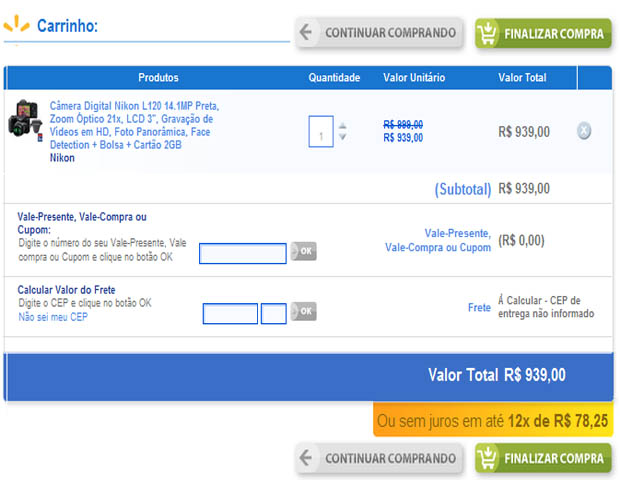 Carrinho:
CONTINUAR COMPRANDO
FINALIZAR COMPRA
Produtos
Quantidade
Valor Unitário
Valor Total
Câmera Digital Nikon L120 14.1MP Preta,
Zoom Óptico 21x, LCD 3", Gravação de
Videos em HD, Foto Panorâmica, Face
Detection + Bolsa + Cartão 2GB
Nikon
1
R$ 999,00
R$ 939,00
R$ 939,00
(Subtotal) R$ 939,00
Vale-Presente, Vale-Compra ou
Cupom:
Digite o número do seu Vale-Presente, Vale
compra ou Cupom e clique no botão OK
OK
Vale-Presente,
Vale-Compra ou Cupom
(R$ 0,00)
Calcular Valor do Frete
Digite o CEP e clique no botão OK
Não sei meu CEP
OK
Frete
Á Calcular - CEP de
entrega não informado
Valor Total R$ 939,00
Ou sem juros em até 12x de R$ 78,25
CONTINUAR COMPRANDO
FINALIZAR COMPRA